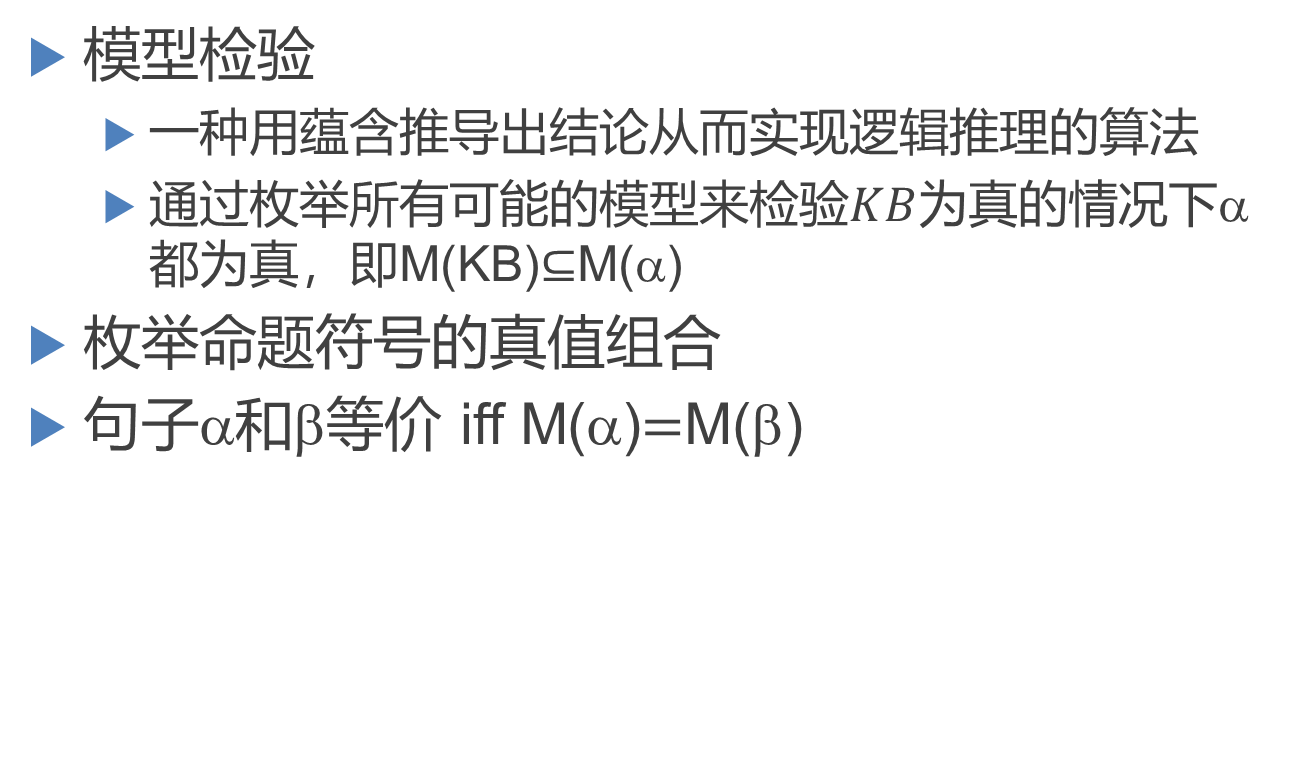 模型检验
一种用蕴含推导出结论从而实现逻辑推理的算法
通过枚举所有可能的模型来检验KB为真的情况下α
都为真，即M(KB)⊆M(α)
枚举命题符号的真值组合
句子α和β等价 iff M(α)=M(β)